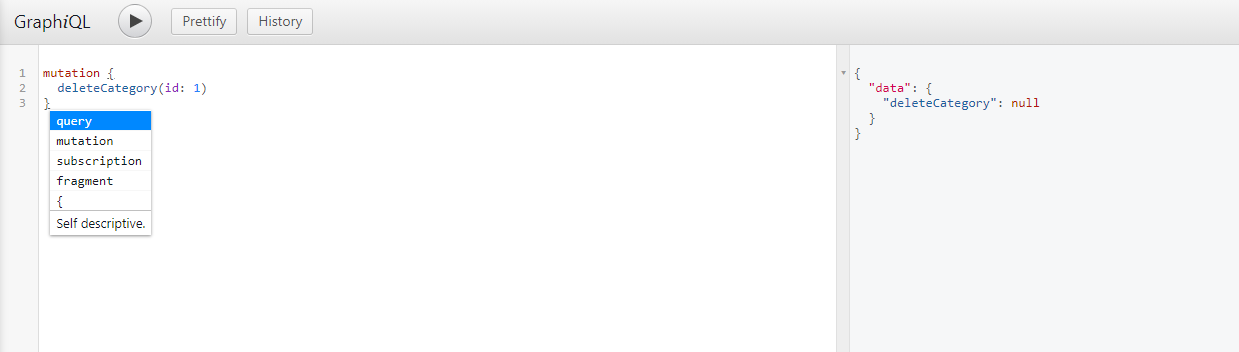 GraphiQL Prettify History
1 mutation {
2 deleteCategory(id: 1)
3 }
query
mutation
subscription
fragment
{
Self descriptive.
{
"data": {
"deleteCategory": null
}
}